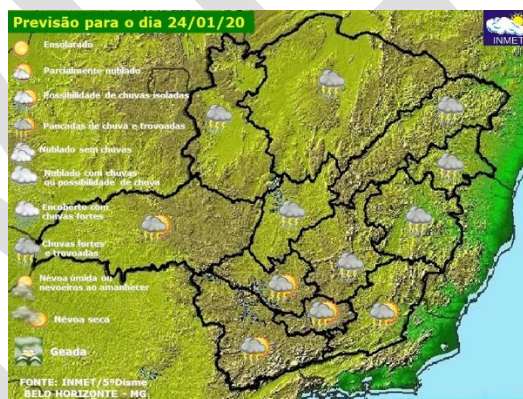 Previsão para o dia 24/01/20
INMET
Ensolarado
Parcialmente nublado
Possibilidade de chuvas isoladas
Pancadas de chuva e trovoadas
Nublado sem chuvas
Nublado com chuvas
ou possibilidade de chuva
Encoberto com
chuvas fortes
Chuvas fortes
e trovoadas
Névoa úmida ou
nevoeiros ao amanhecer
Névoa seca
Geada
FONTE: INMET/5ºDisme
BELO HORIZONTE - MG